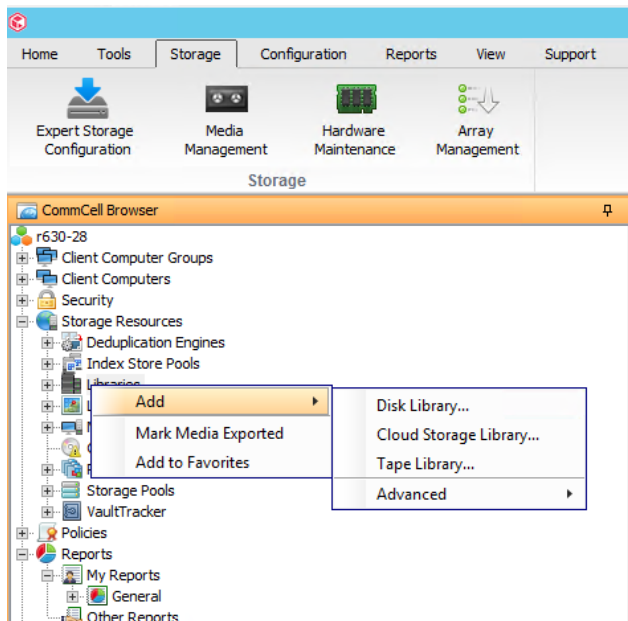 Home Tools Storage Configuration Reports View Support
Expert Storage Configuration
Media Management
Hardware Maintenance
Array Management
Storage
CommCell Browser
r630-28
Client Computer Groups
Client Computers
Security
Storage Resources
Deduplication Engines
Index Store Pools
Libraries
Add
Mark Media Exported
Add to Favorites
Disk Library...
Cloud Storage Library...
Tape Library...
Advanced
Storage Pools
VaultTracker
Policies
Reports
My Reports
General
Other Reports